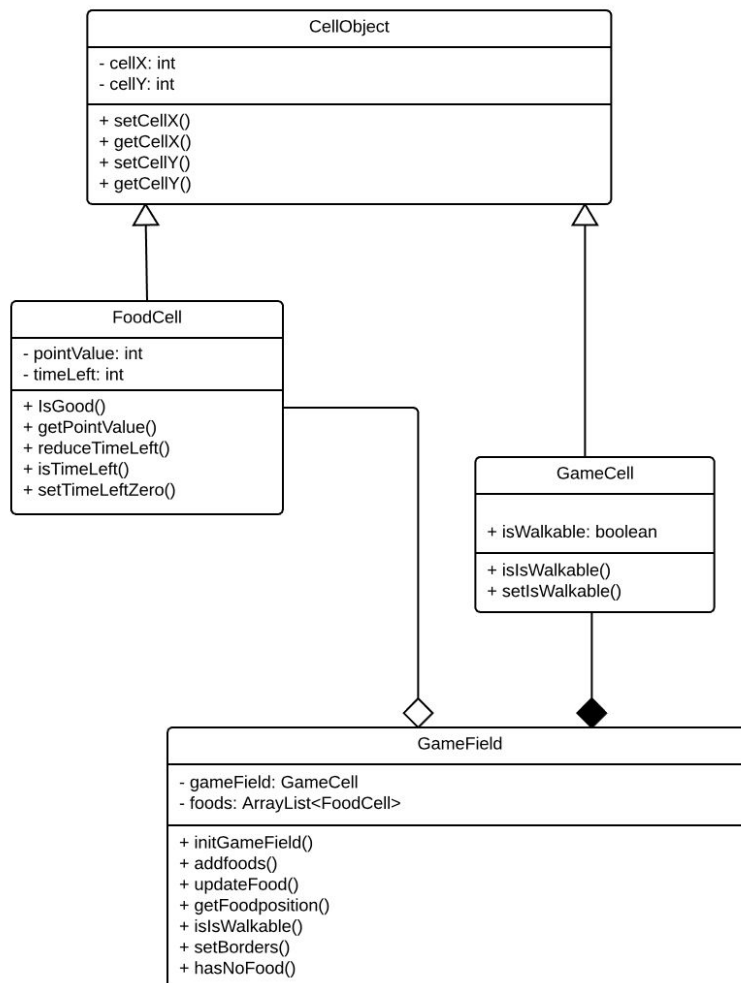 CellObject
- cellX: int
- cellY: int
+ setCellX()
+ getCellX()
+ setCellY()
+ getCellY()
FoodCell
- pointValue: int
- timeLeft: int
+ IsGood()
+ getPointValue()
+ reduceTimeLeft()
+ isTimeLeft()
+ setTimeLeftZero()
GameCell
+ isWalkable: boolean
+ isIsWalkable()
+ setIsWalkable()
GameField
- gameField: GameCell
- foods: ArrayList<FoodCell>
+ initGameField()
+ addfoods()
+ updateFood()
+ getFoodposition()
+ isIsWalkable()
+ setBorders()
+ hasNoFood()